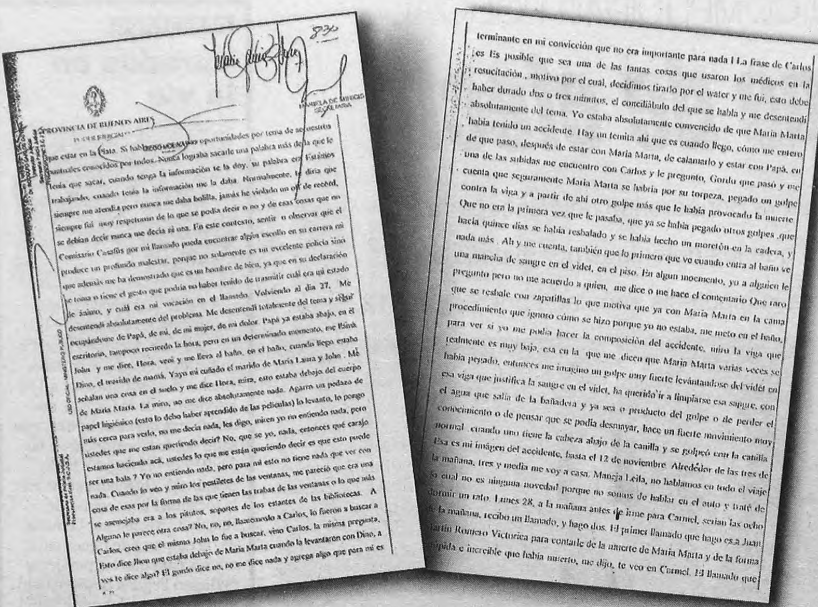 830
PROVINCIA DE BUENOS AIRES
PODER JUDICIAL
DIEGO MOLINA PICO
MARCELA DE
SECRETARIA
USO OFICIAL - MINISTERIO PUBLICO
que estar en la Plata. Si oportunidades por tema de secuestros
puntuales conocidos por todos. Nunca lograba sacarle una palabra más de la que le
tenía que sacar, cuando tenga la información se la doy. su palabra era Estamos
trabajando, cuando tenía la información me la daba. Normalmente, te diría que
siempre me atendía pero nunca me daba bolilla, jamás he violado un off de record,
siempre fui muy respetuoso de lo que se podía decir o no y de esas cosas que no
se debían decir nunca me decía ni una. En este contexto, sentir u observar que el
Comisario Casafús por mi llamado pueda encontrar algún escollo en su carrera mi
produce un profundo malestar, porque no solamente es un excelente policía sino
que además me ha demostrado que es un hombre de bien, ya que en su declaración
se toma o tiene el gesto que podría no haber tenido de transmitir cuál era mi estado
de ánimo, y cuál era mi vocación en el llamado. Volviendo al día 27. Me
desentendí absolutamente del problema. Me desentendí totalmente del tema y seguí
ocupándome de Papá, de mi, de mi mujer, de mi dolor. Papá ya estaba abajo, en el
escritorio, tampoco recuerdo la hora, pero en un determinado momento, me llama
John y me dice, Hora, vení y me lleva al baño, en el baño, cuando llego estaba
Dino, el marido de mamá. Yayo mi cuñado el marido de María Laura y John . Me
señalan una cosa en el suelo y me dice Hora, mira, esto estaba debajo del cuerpo
de María Marta. La miro, no me dice absolutamente nada. Agarro un pedazo de
papel higiénico (esto lo debo haber aprendido de las películas) lo levanto, lo pongo
más cerca para verlo, no me decía nada, les digo, miren yo no entiendo nada, pero
ustedes que me estan queriendo decir? No, que se yo, nada, entonces qué carajo
estamos haciendo acá, ustedes lo que me están queriendo decir es que esto puede
ser una bala ? Yo no entiendo nada, pero para mi esto no tiene nada que ver con
nada. Cuando lo veo y miro los pestiletes de las ventanas, me pareció que era una
cosa de esas por la forma de las que tienen las trabas de las ventanas o lo que más
se asemejaba era a los pitutos, soportes de los estantes de las bibliotecas. A
Alguno le parece otra cosa? No, no, no, llamémoslo a Carlos, lo fueron a buscar a
Carlos, creo que el mismo John lo fue a buscar, vino Carlos, la misma pregunta,
Esto dice Jhon que estaba debajo de María Marta cuando la levantaron con Dino, a
vos te dice algo? El gordo dice no, no me dice nada y agrega algo que para mi es
terminante en mi convicción que no era importante para nada l La frase de Carlos
es Es posible que sea una de las tantas cosas que usaron los médicos en la
resucitación , motivo por el cual, decidimos tirarlo por el water y me fui, esto debe
haber durado dos o tres minutos, el conciliábulo del que se habla y me desentendí
absolutamente del tema. Yo estaba absolutamente convencido de que María Marta
había tenido un accidente. Hay un temita ahí que es cuando llego, cómo me entero
de que paso, después de estar con María Marta, de calamarlo y estar con Papá, en
una de las subidas me encuentro con Carlos y le pregunto, Gordo que pasó y me
cuenta que seguramente María Marta se habría por su torpeza, pegado un golpe
contra la viga y a partir de ahí otro golpe más que le había provocado la muerte
Que no era la primera vez que le pasaba, que ya se había pegado otros golpes ,que
hacía quince días se había resbalado y se había hecho un moretón en la cadera, y
nada más . Ah y me cuenta, también que lo primero que ve cuando entra al baño ve
una mancha de sangre en el videt, en el piso. En algun momento, yo a alguien le
pregunto pero no me acuerdo a quien, me dice o me hace el comentario Que raro
que se resbale con zapatillas lo que motiva que ya con María Marta en la cama
procedimiento que ignoro cómo se hizo porque yo no estaba, me meto en el baño,
para ver si yo me podía hacer la composición del accidente, miro la viga que
realmente es muy baja, esa en la que me dicen que María Marta varias veces se
había pegado, entonces me imagino un golpe muy fuerte levantándose del videt en
esa viga que justifica la sangre en el videt, ha querido ir a limpiarse esa sangre, con
el agua que salía de la bañadera y ya sea o producto del golpe o de perder el
conocimiento o de pensar que se podía desmayar, hace un fuerte movimiento muy
normal cuando uno tiene la cabeza abajo de la canilla y se golpeó con la canilla
Esa es mi imágen del accidente, hasta el 12 de noviembre. Alrededor de las tres de
la mañana, tres y media me voy a casa. Maneja Leila, no hablamos en todo el viaje
lo cual no es ninguna novedad porque no somos de hablar en el auto y traté de
dormir un rato. Lunes 28, a la mañana antes de irme para Carmel, serían las ocho
de la mañana, recibo un llamado, y hago dos. El primer llamado que hago es a Juan
Martín Romero Victorica para contarle de la muerte de María Marta y de la forma
rápida e increíble que había muerto, me dijo, te veo en Carmel. El llamado que